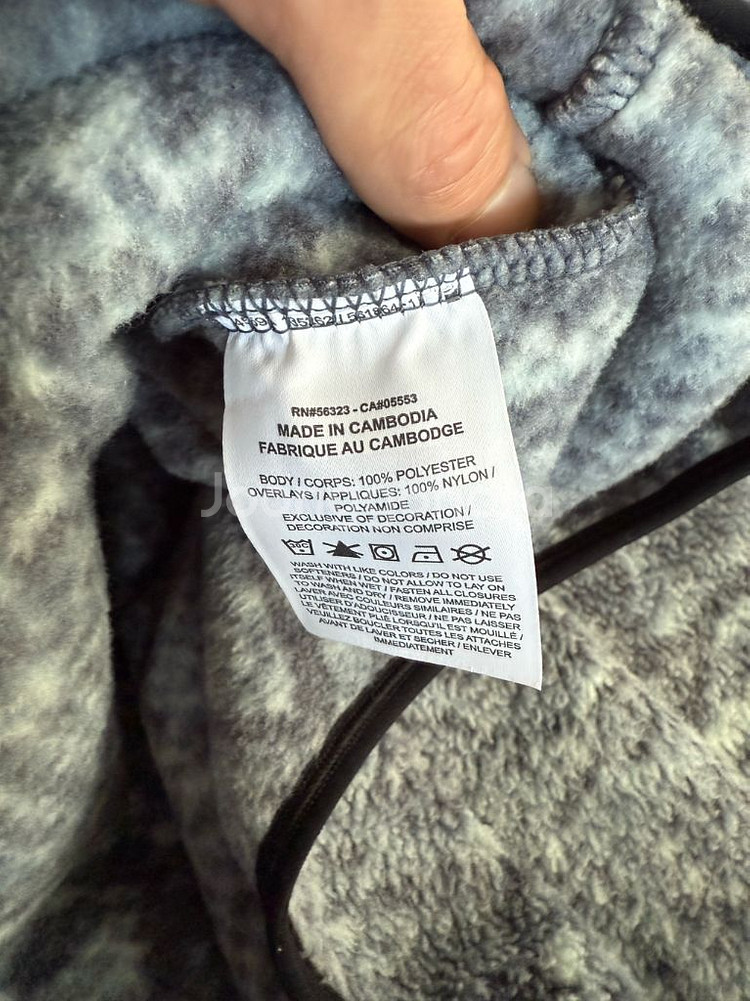 RN#56323 - CA#05553
MADE IN CAMBODIA
FABRIQUE AU CAMBODGE
BODY / CORPS: 100% POLYESTER
OVERLAYS / APPLIQUES: 100% NYLON /
POLYAMIDE
EXCLUSIVE OF DECORATION /
DECORATION NON COMPRISE
30C
WASH WITH LIKE COLORS / DO NOT USE
SOFTENERS / DO NOT ALLOW TO LAY ON
ITSELF WHEN WET / FASTEN ALL CLOSURES
TO WASH AND DRY / REMOVE IMMEDIATELY
LAVER AVEC COULEURS SIMILAIRES / NE PAS
UTILISER D'ADOUCISSEUR / NE PAS LAISSER
LE VÊTEMENT PLIÉ LORSQU'IL EST MOUILLÉ /
VEUILLEZ BOUCLER TOUTES LES ATTACHES
AVANT DE LAVER ET SECHER / ENLEVER
IMMÉDIATEMENT